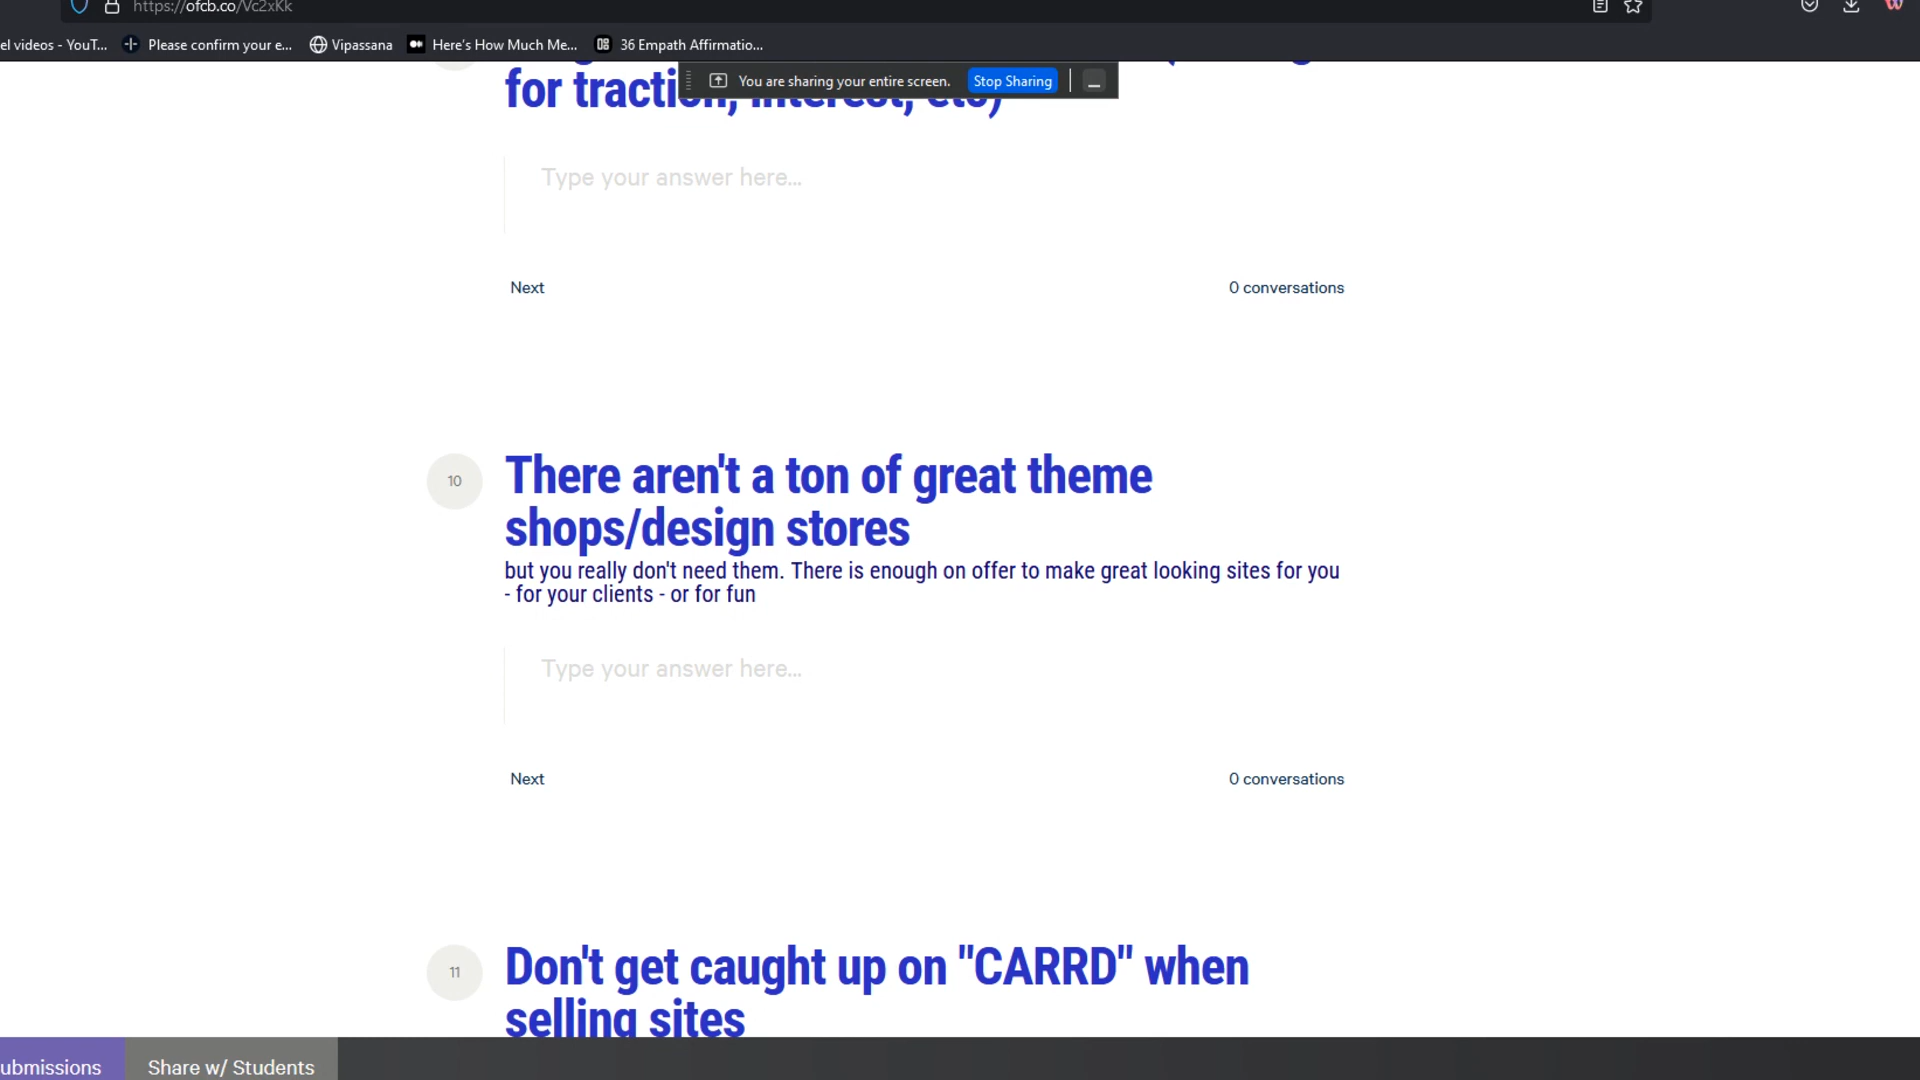 https://ofcb.co/Vc2xKk
el videos - YouT... Please confirm your e... Vipassana Here's How Much Me... 36 Empath Affirmatio...
You are sharing your entire screen. Stop Sharing
for traction, interest, etc)
Type your answer here...
Next 0 conversations
10 There aren't a ton of great theme
shops/design stores
but you really don't need them. There is enough on offer to make great looking sites for you
- for your clients - or for fun
Type your answer here...
Next 0 conversations
11 Don't get caught up on "CARRD" when
selling sites
ubmissions Share w/ Students